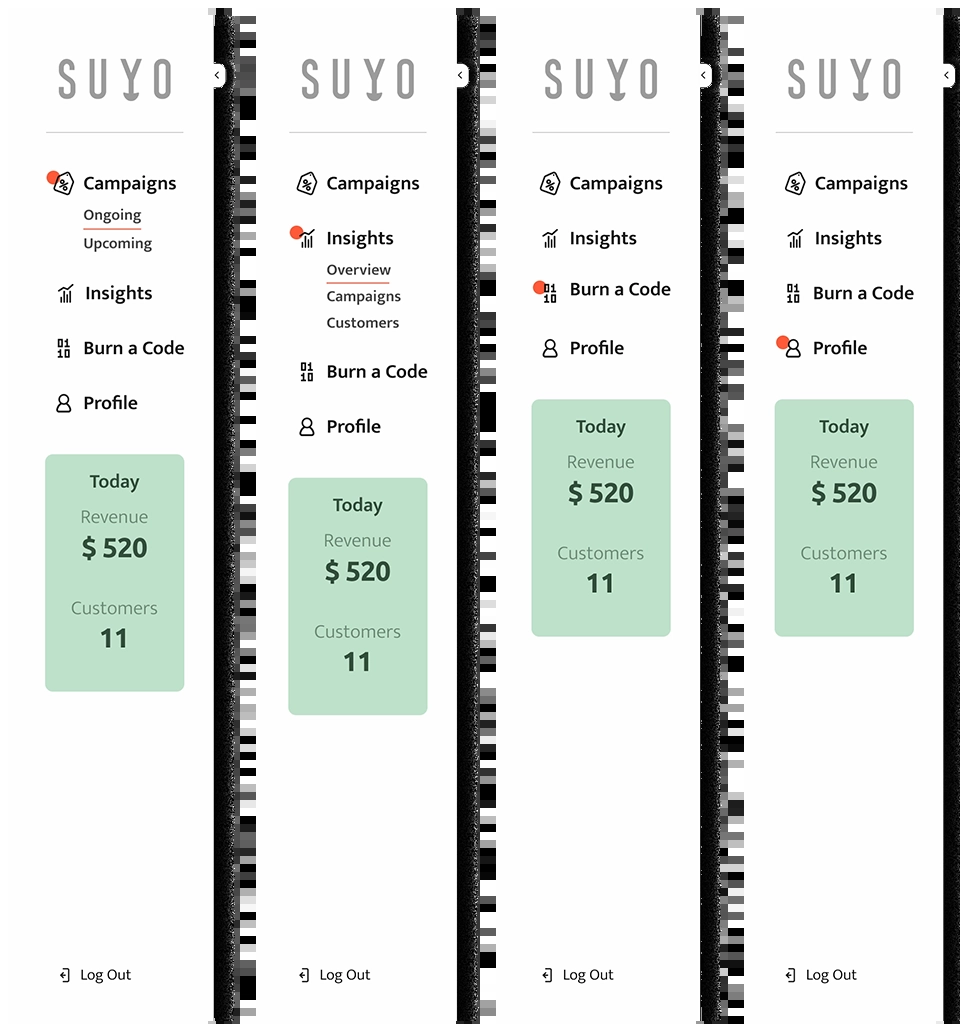 SUYO
Campaigns
Ongoing
Upcoming
Insights
Burn a Code
Profile
Today
Revenue
$ 520
Customers
11
Log Out
SUYO
Campaigns
Insights
Overview
Campaigns
Customers
Burn a Code
Profile
Today
Revenue
$ 520
Customers
11
Log Out
SUYO
Campaigns
Insights
Burn a Code
Profile
Today
Revenue
$ 520
Customers
11
Log Out
SUYO
Campaigns
Insights
Burn a Code
Profile
Today
Revenue
$ 520
Customers
11
Log Out